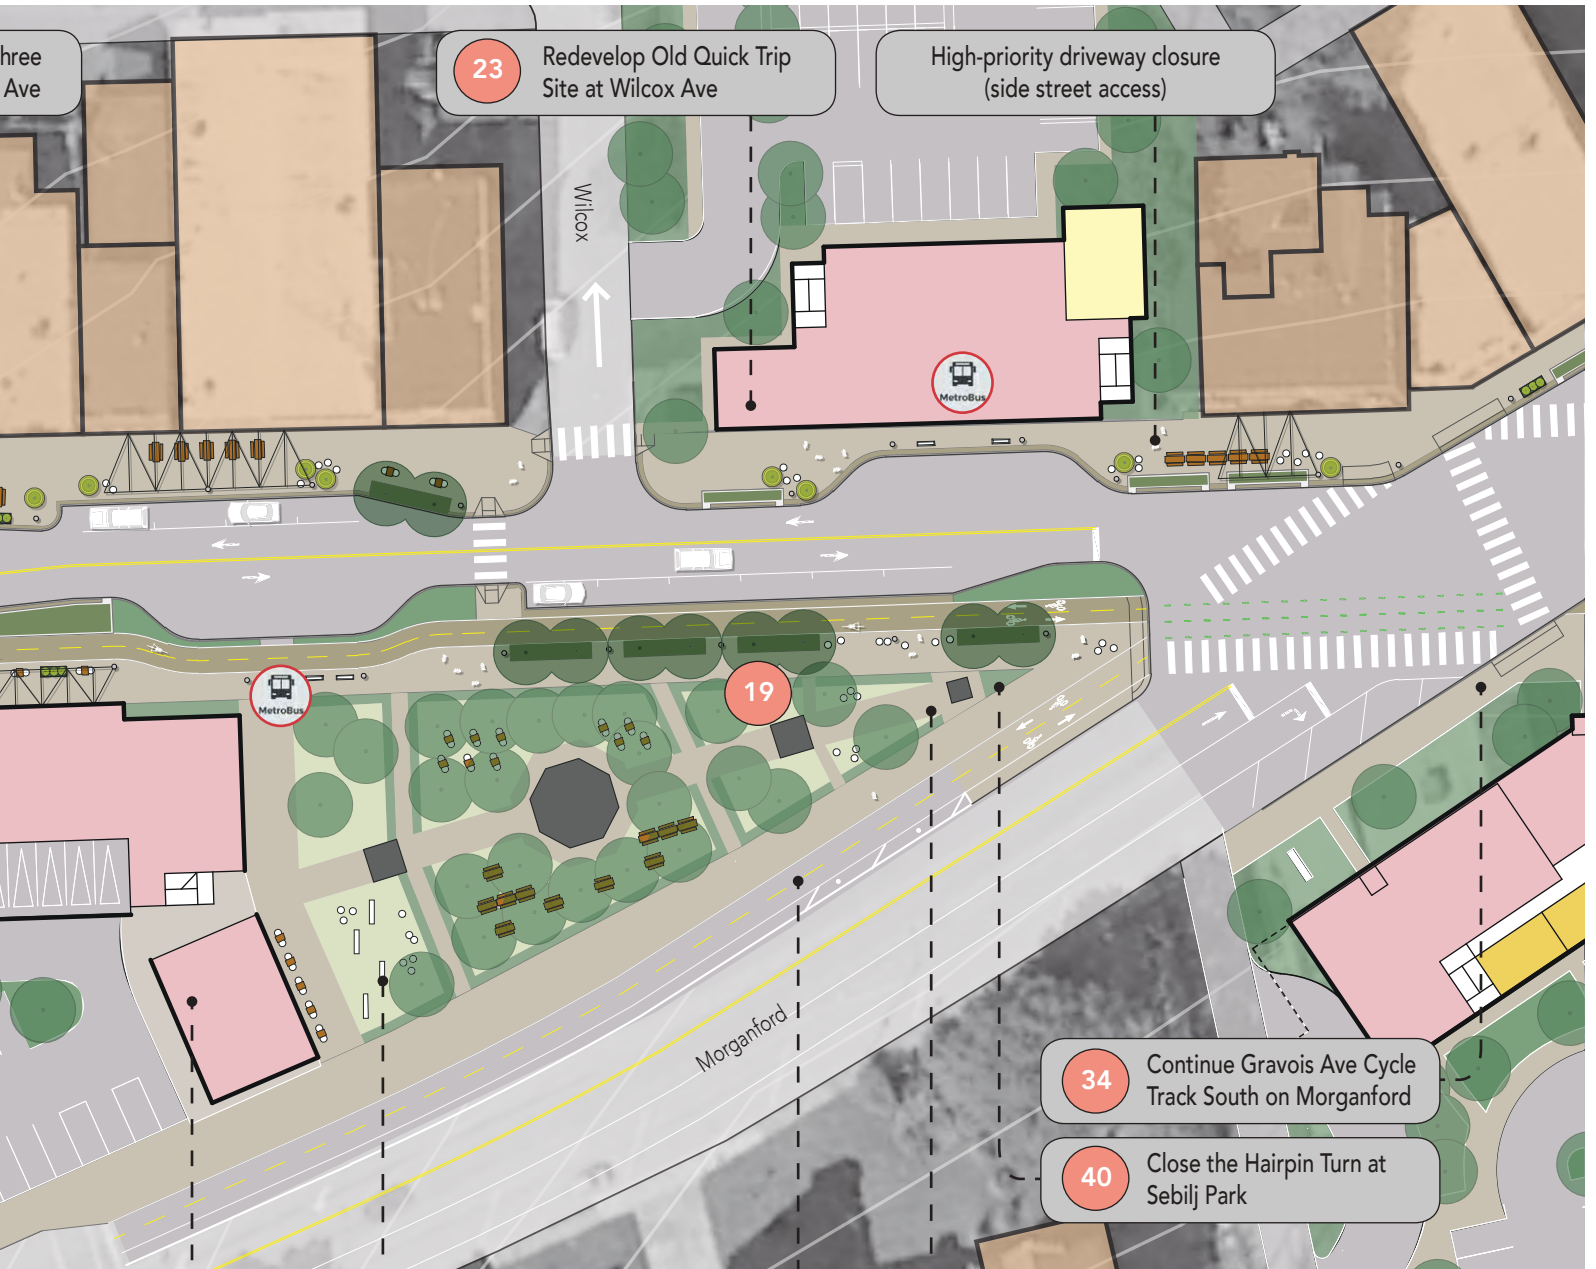 hree
Ave
23
Redevelop Old Quick Trip
Site at Wilcox Ave
High-priority driveway closure
(side street access)
Wilcox
MetroBus
MetroBus
19
Morganford
34
Continue Gravois Ave Cycle
Track South on Morganford
40
Close the Hairpin Turn at
Sebilj Park